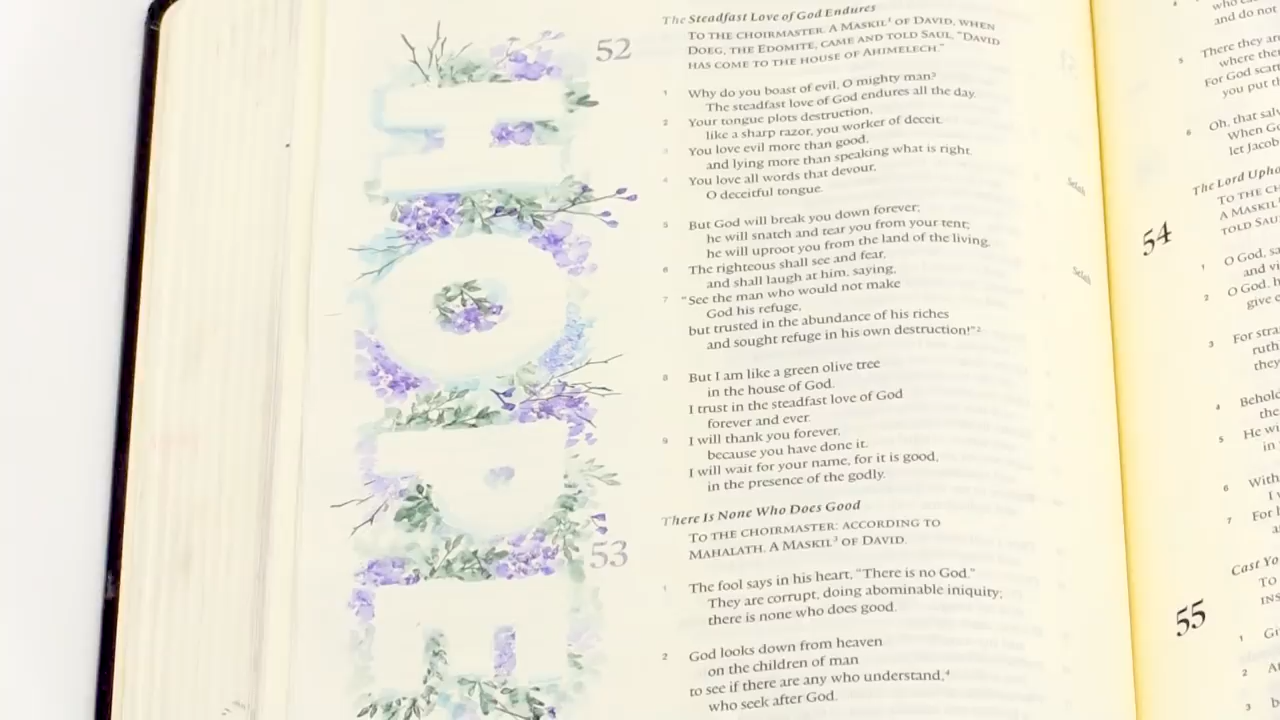 HOPE
The Steadfast Love of God Endures
52 TO THE CHOIRMASTER. A MASKIL¹ OF DAVID, WHEN
DOEG, THE EDOMITE, CAME AND TOLD SAUL, “DAVID
HAS COME TO THE HOUSE OF AHIMELECH.”
1 Why do you boast of evil, O mighty man?
The steadfast love of God endures all the day.
2 Your tongue plots destruction,
like a sharp razor, you worker of deceit.
3 You love evil more than good,
and lying more than speaking what is right. Selah
4 You love all words that devour,
O deceitful tongue.
5 But God will break you down forever;
he will snatch and tear you from your tent;
he will uproot you from the land of the living. Selah
6 The righteous shall see and fear,
and shall laugh at him, saying,
7 “See the man who would not make
God his refuge,
but trusted in the abundance of his riches
and sought refuge in his own destruction!”²
8 But I am like a green olive tree
in the house of God.
I trust in the steadfast love of God
forever and ever.
9 I will thank you forever,
because you have done it.
I will wait for your name, for it is good,
in the presence of the godly.
There Is None Who Does Good
53 TO THE CHOIRMASTER: ACCORDING TO
MAHALATH. A MASKIL³ OF DAVID.
1 The fool says in his heart, “There is no God.”
They are corrupt, doing abominable iniquity;
there is none who does good.
2 God looks down from heaven
on the children of man
to see if there are any who understand,⁴
who seek after God.
4 who
and do not
5 There they are
where the
For God scatt
you put th
6 Oh, that sal
When Go
let Jacob
The Lord Upho
54 TO THE CH
A MASKIL
TOLD SAU
1 O God, sa
and vi
2 O God, h
give e
3 For stra
ruth
they
4 Behold
the
5 He wi
in
6 With
I
7 For h
Cast Yo
55 TO
INS
1 Gi
2 A
3 b